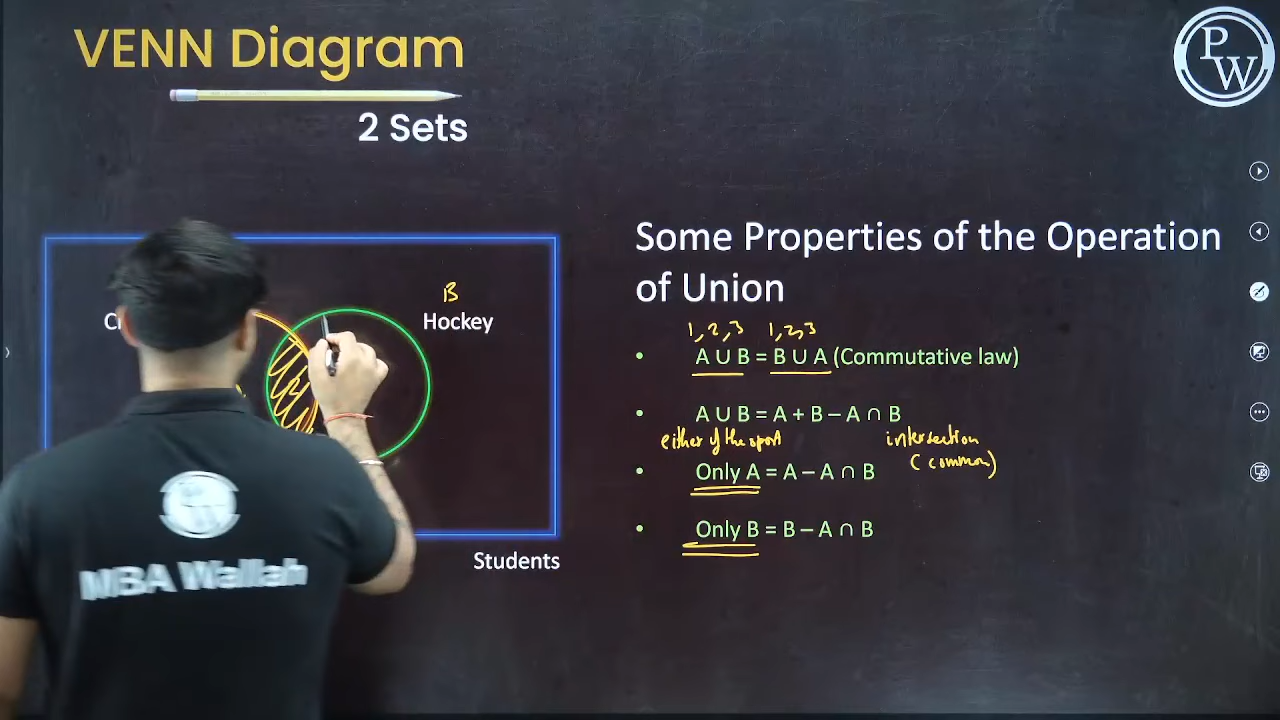 VENN Diagram
2 Sets
PW
Some Properties of the Operation
of Union
B
Hockey
1, 2, 3 1, 2, 3
• A ∪ B = B ∪ A (Commutative law)
• A ∪ B = A + B – A ∩ B
either of the sport intersection
(common)
• Only A = A – A ∩ B
• Only B = B – A ∩ B
Students
MBA Wallah